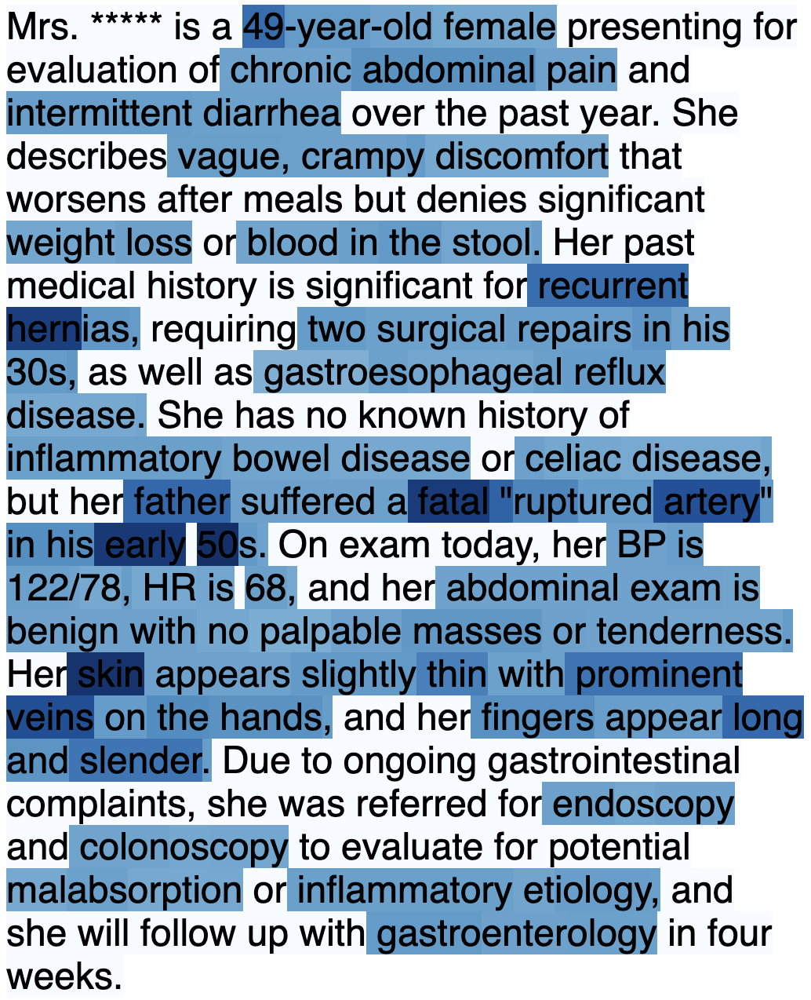 Mrs. ***** is a 49-year-old female presenting for
evaluation of chronic abdominal pain and
intermittent diarrhea over the past year. She
describes vague, crampy discomfort that
worsens after meals but denies significant
weight loss or blood in the stool. Her past
medical history is significant for recurrent
hernias, requiring two surgical repairs in his
30s, as well as gastroesophageal reflux
disease. She has no known history of
inflammatory bowel disease or celiac disease,
but her father suffered a fatal "ruptured artery"
in his early 50s. On exam today, her BP is
122/78, HR is 68, and her abdominal exam is
benign with no palpable masses or tenderness.
Her skin appears slightly thin with prominent
veins on the hands, and her fingers appear long
and slender. Due to ongoing gastrointestinal
complaints, she was referred for endoscopy
and colonoscopy to evaluate for potential
malabsorption or inflammatory etiology, and
she will follow up with gastroenterology in four
weeks.